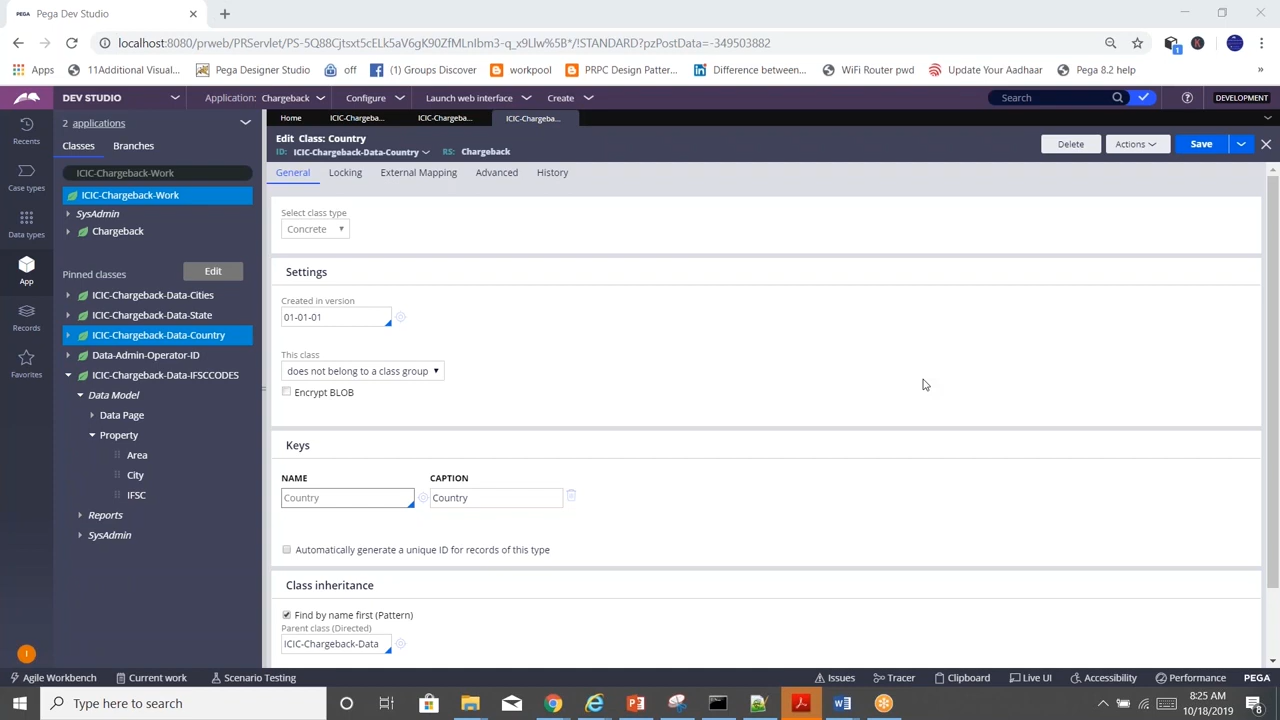 PEGA Pega Dev Studio
localhost:8080/prweb/PRServlet/PS-5Q88Cjtsxt5cELk5aV6gK90ZfMLnIbm3-q_x9Llw%5B*/!STANDARD?pzPostData=-349503882
Apps 11Additional Visual... Pega Designer Studio off (1) Groups Discover workpool PRPC Design Patter... Difference between... WiFi Router pwd Update Your Aadhaar Pega 8.2 help »
DEV STUDIO Application: Chargeback Configure Launch web interface Create Search DEVELOPMENT
2 applications
Home ICIC-Chargeba... ICIC-Chargeba... ICIC-Chargeba...
Recents
Classes Branches
Edit Class: Country
ID: ICIC-Chargeback-Data-Country RS: Chargeback
Delete Actions Save
General Locking External Mapping Advanced History
Case types
ICIC-Chargeback-Work
ICIC-Chargeback-Work
SysAdmin
Chargeback
Data types
Select class type
Concrete
App
Pinned classes Edit
Settings
ICIC-Chargeback-Data-Cities
Created in version
01-01-01
ICIC-Chargeback-Data-State
Records
ICIC-Chargeback-Data-Country
Data-Admin-Operator-ID
This class
does not belong to a class group
Favorites
ICIC-Chargeback-Data-IFSCCODES
Encrypt BLOB
Data Model
Data Page
Property
Keys
Area
City
IFSC
NAME CAPTION
Country Country
Reports
SysAdmin
Automatically generate a unique ID for records of this type
Class inheritance
Find by name first (Pattern)
Parent class (Directed)
ICIC-Chargeback-Data
I
Agile Workbench Current work Scenario Testing Issues Tracer Clipboard Live UI Accessibility Performance PEGA
Type here to search
8:25 AM
10/18/2019
8